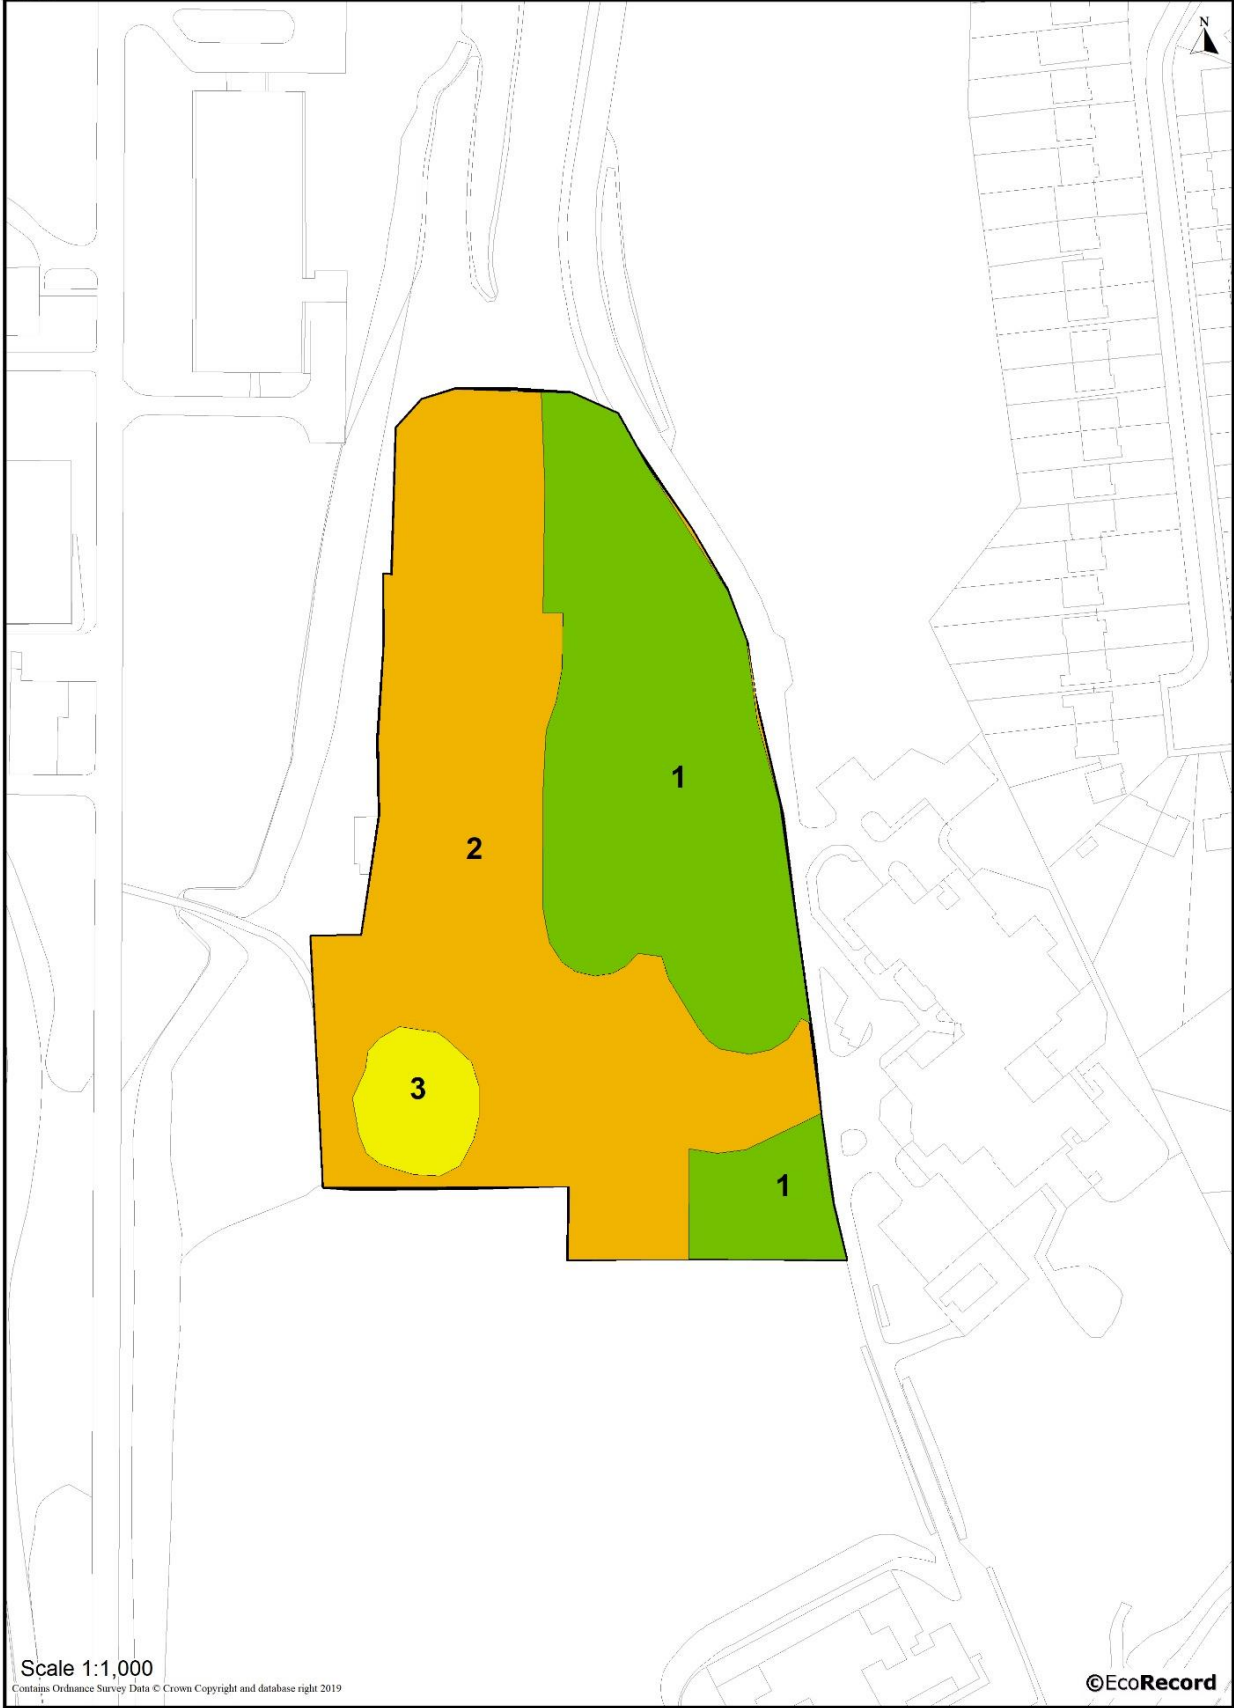 N
1
2
3
1
Scale 1:1,000
Contains Ordnance Survey Data © Crown Copyright and database right 2019
©EcoRecord